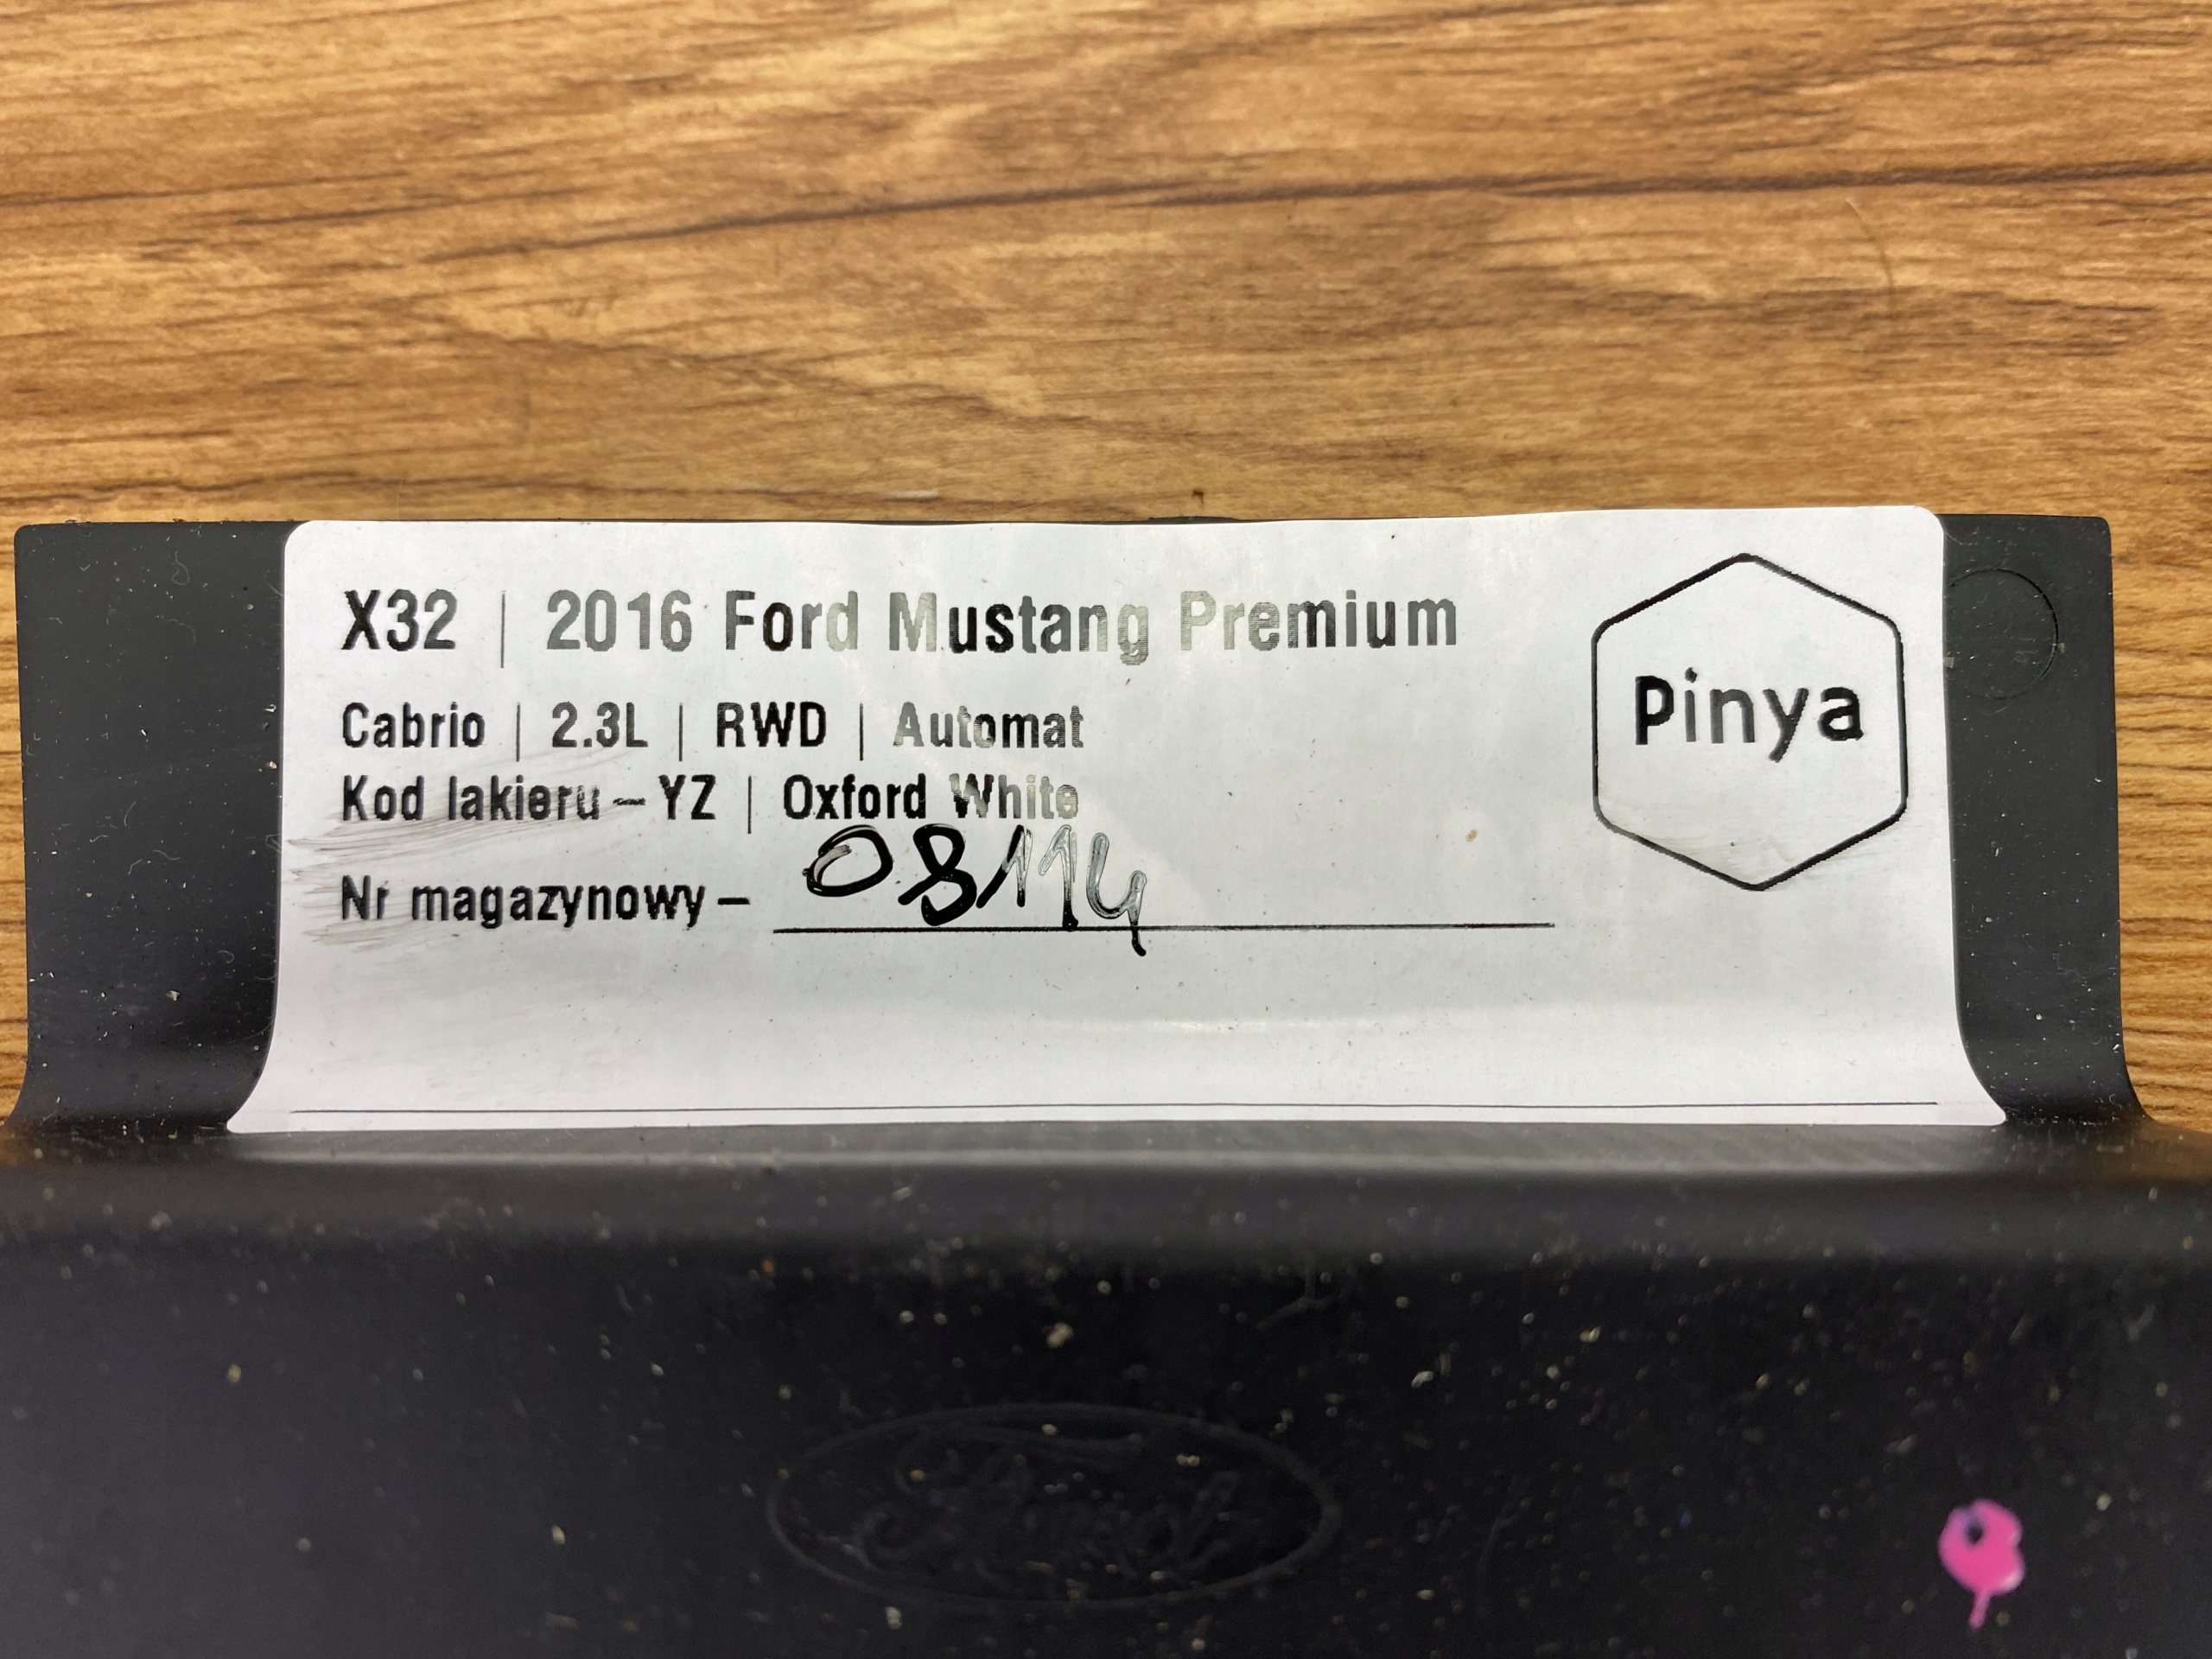 X32 | 2016 Ford Mustang Premium
Cabrio | 2.3L | RWD | Automat
Kod lakieru – YZ | Oxford White
Nr magazynowy – 08114
Pinya
Ford